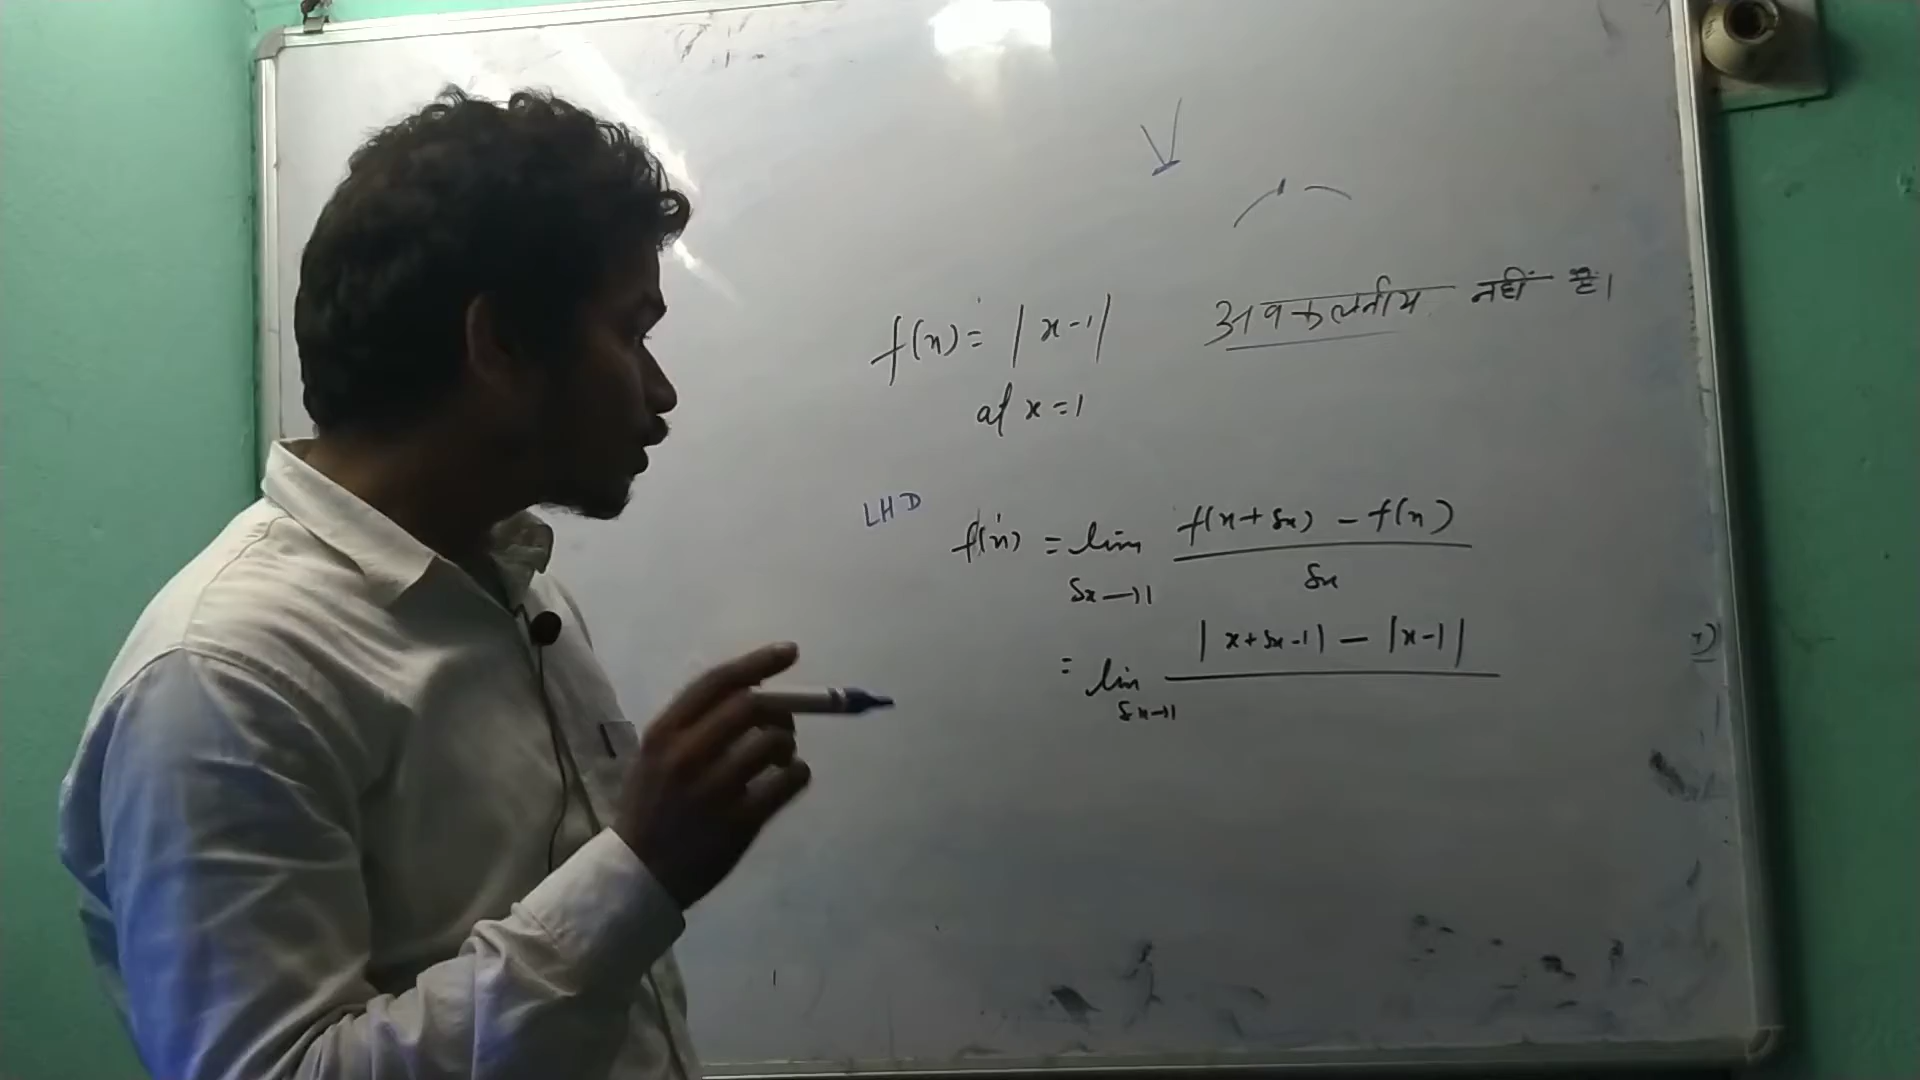 f(x) = |x-1| अवकलनीय नहीं है।
at x = 1
LHD f'(x) = lim f(x+δx) - f(x)
δx→1 δx
= lim |x+δx-1| - |x-1|
δx→1